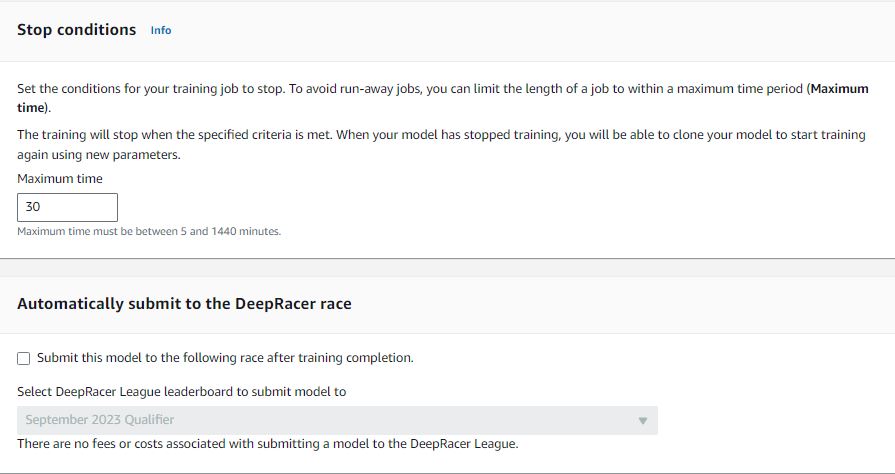 Stop conditions Info
Set the conditions for your training job to stop. To avoid run-away jobs, you can limit the length of a job to within a maximum time period (Maximum
time).
The training will stop when the specified criteria is met. When your model has stopped training, you will be able to clone your model to start training
again using new parameters.
Maximum time
30
Maximum time must be between 5 and 1440 minutes.
Automatically submit to the DeepRacer race
Submit this model to the following race after training completion.
Select DeepRacer League leaderboard to submit model to
September 2023 Qualifier
There are no fees or costs associated with submitting a model to the DeepRacer League.